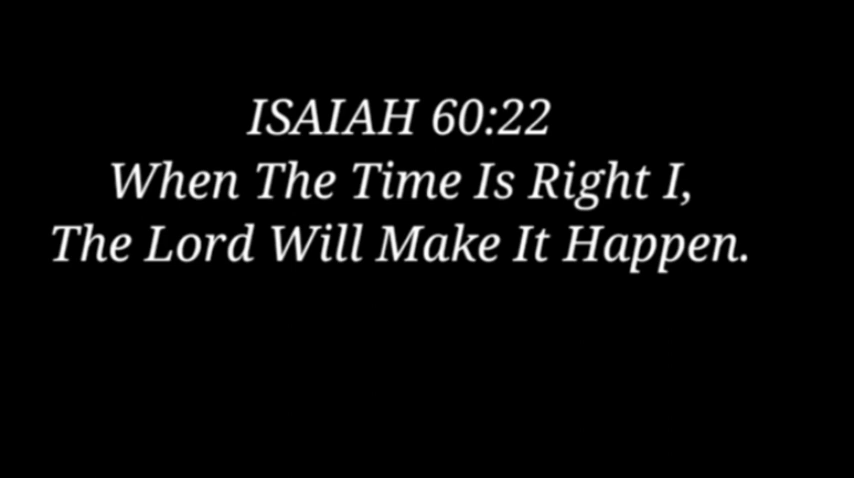 ISAIAH 60:22
When The Time Is Right I,
The Lord Will Make It Happen.